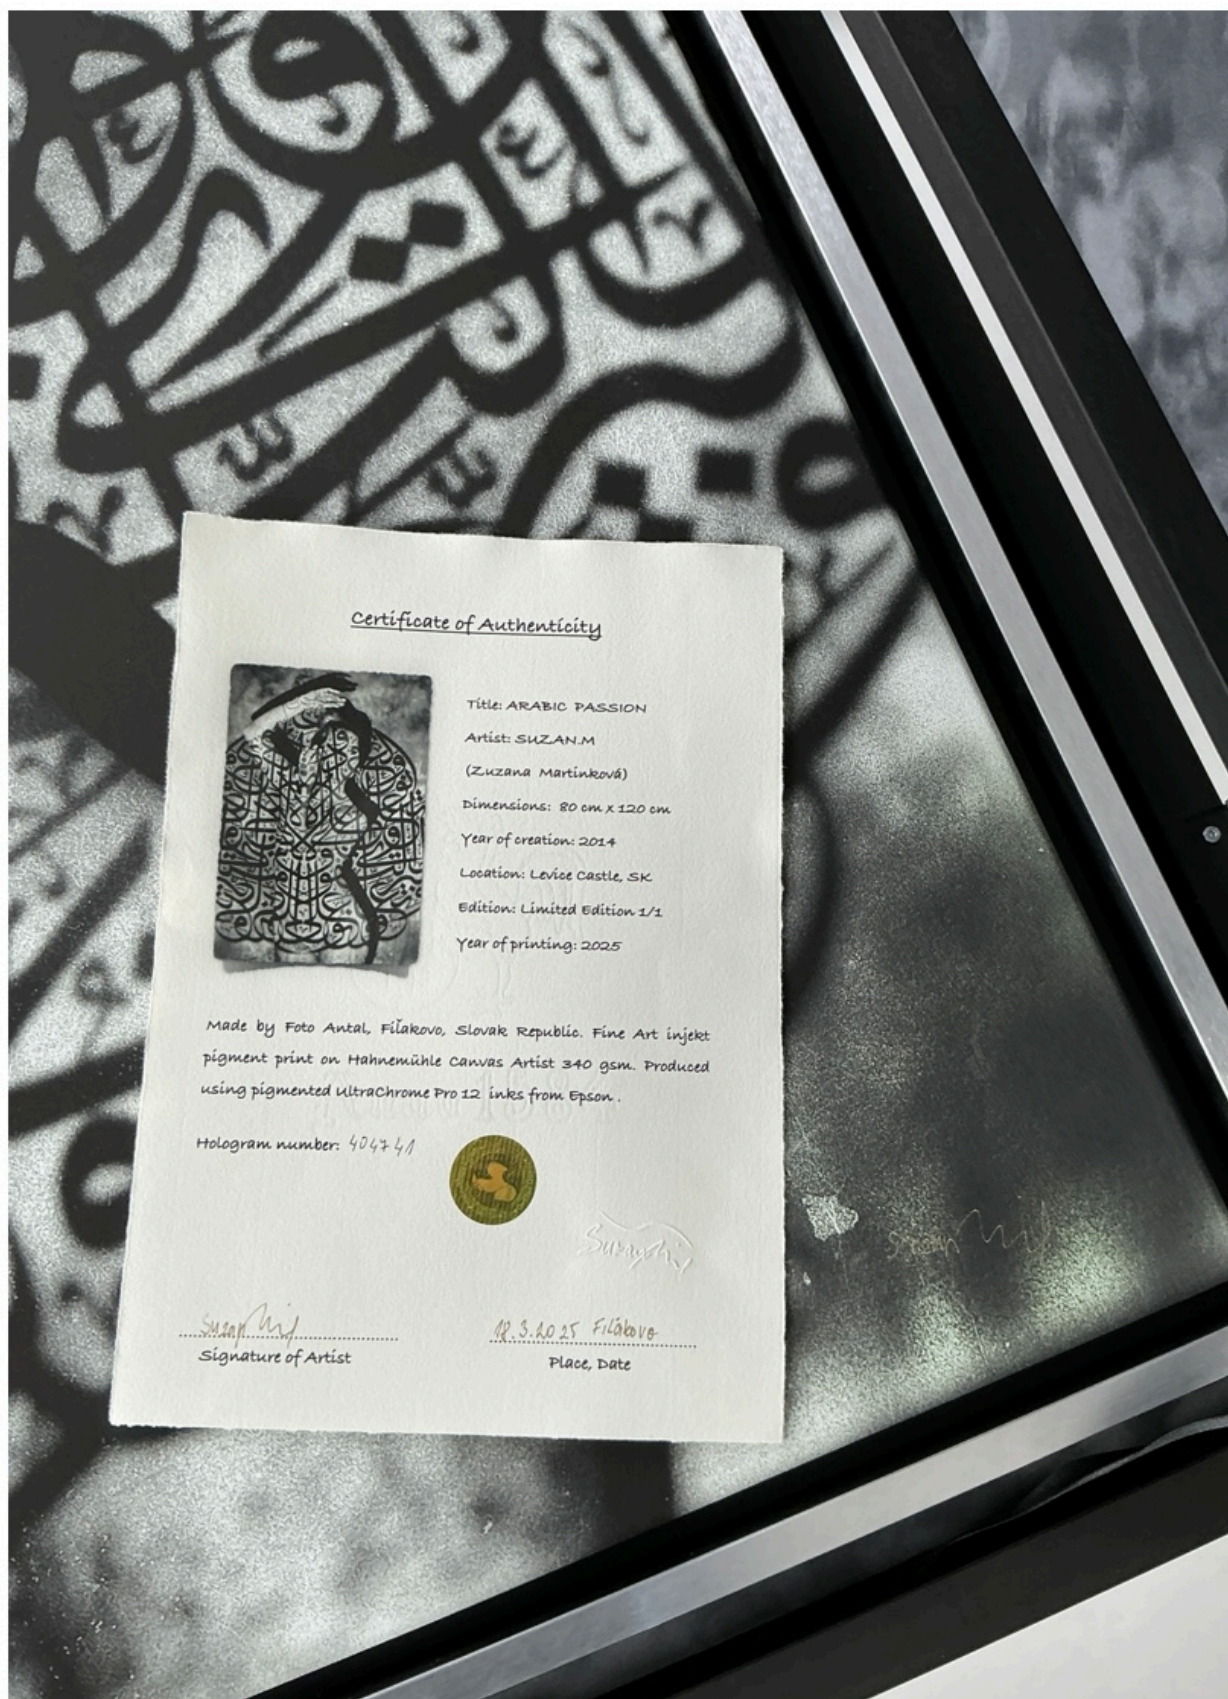 Certificate of Authenticity
Title: ARABIC PASSION
Artist: SUZAN.M
(Zuzana Martinková)
Dimensions: 80 cm x 120 cm
Year of creation: 2014
Location: Levice Castle, SK
Edition: Limited Edition 1/1
Year of printing: 2025
Made by Foto Antal, Fiľakovo, Slovak Republic. Fine Art injekt
pigment print on Hahnemühle Canvas Artist 340 gsm. Produced
using pigmented UltraChrome Pro 12 inks from Epson.
Hologram number: 404741
Suzan
18.3.2025 Fiľakovo
Signature of Artist
Place, Date